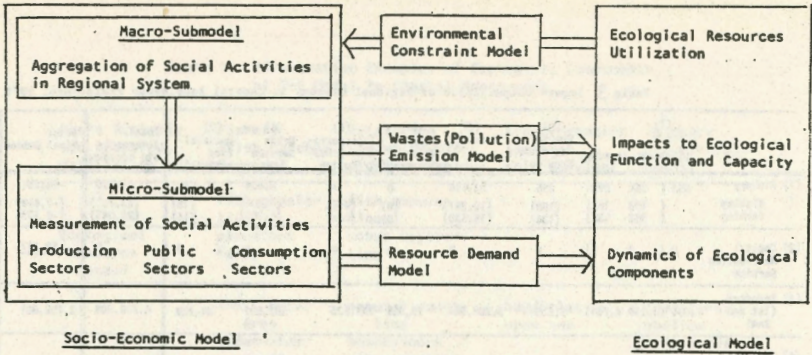 Macro-Submodel
Aggregation of Social Activities
in Regional System
Micro-Submodel
Measurement of Social Activities
Production Public Consumption
Sectors Sectors Sectors
Socio-Economic Model
Environmental
Constraint Model
Wastes(Pollution)
Emission Model
Resource Demand
Model
Ecological Resources
Utilization
Impacts to Ecological
Function and Capacity
Dynamics of Ecological
Components
Ecological Model